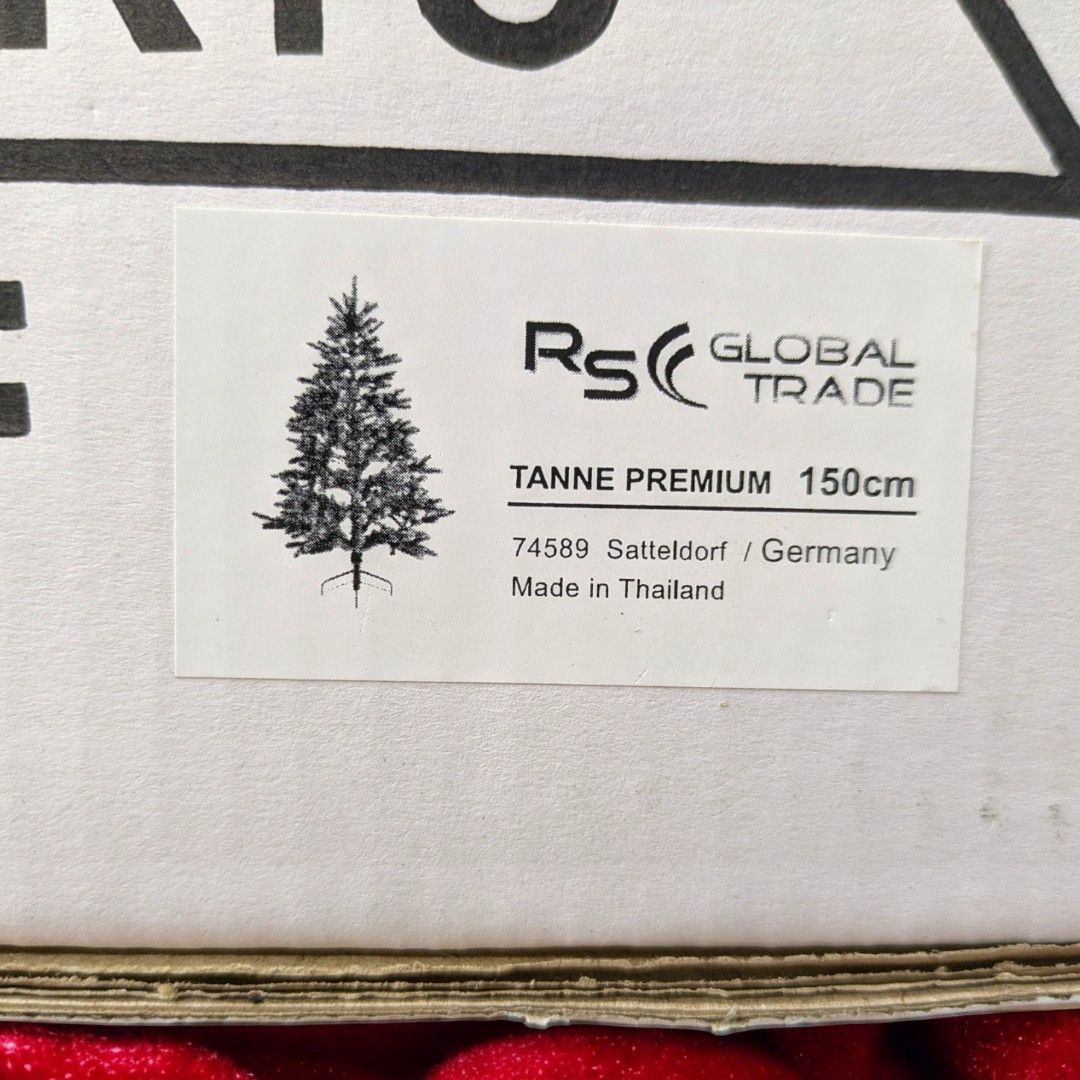 RS GLOBAL
TRADE
TANNE PREMIUM 150cm
74589 Satteldorf / Germany
Made in Thailand